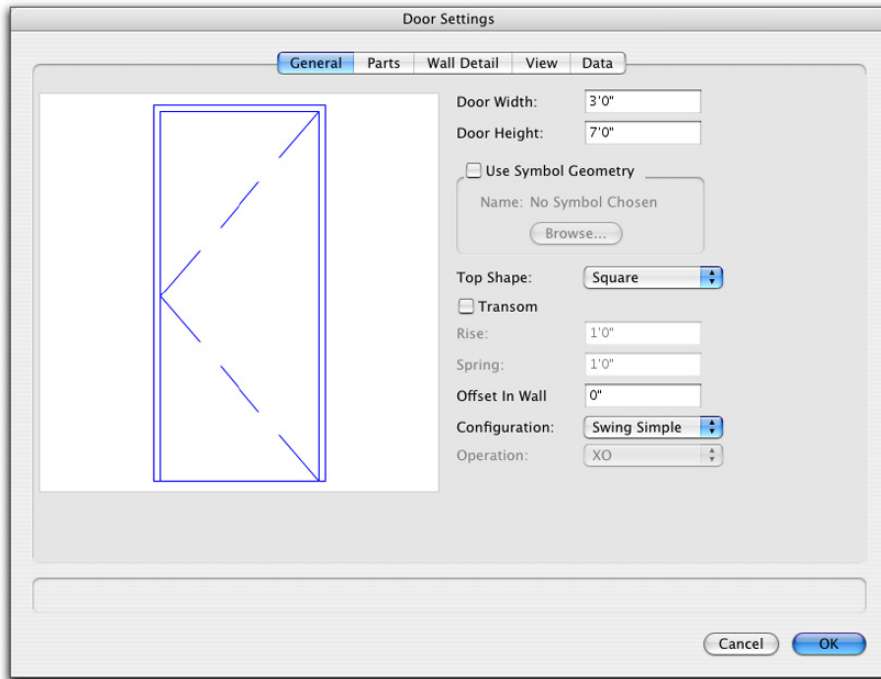 Door Settings
General Parts Wall Detail View Data
Door Width: 3'0"
Door Height: 7'0"
Use Symbol Geometry
Name: No Symbol Chosen
Browse...
Top Shape: Square
Transom
Rise: 1'0"
Spring: 1'0"
Offset In Wall 0"
Configuration: Swing Simple
Operation: XO
Cancel OK